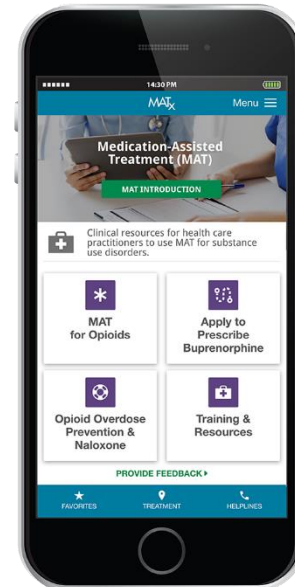 14:30 PM
MATx
Menu
Medication-Assisted
Treatment (MAT)
MAT INTRODUCTION
Clinical resources for health care
practitioners to use MAT for substance
use disorders.
MAT
for Opioids
Apply to
Prescribe
Buprenorphine
Opioid Overdose
Prevention &
Naloxone
Training &
Resources
PROVIDE FEEDBACK
FAVORITES
TREATMENT
HELPLINES